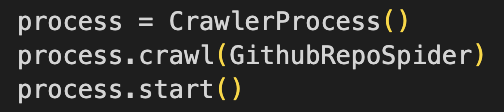 process = CrawlerProcess()
process.crawl(GithubRepoSpider)
process.start()